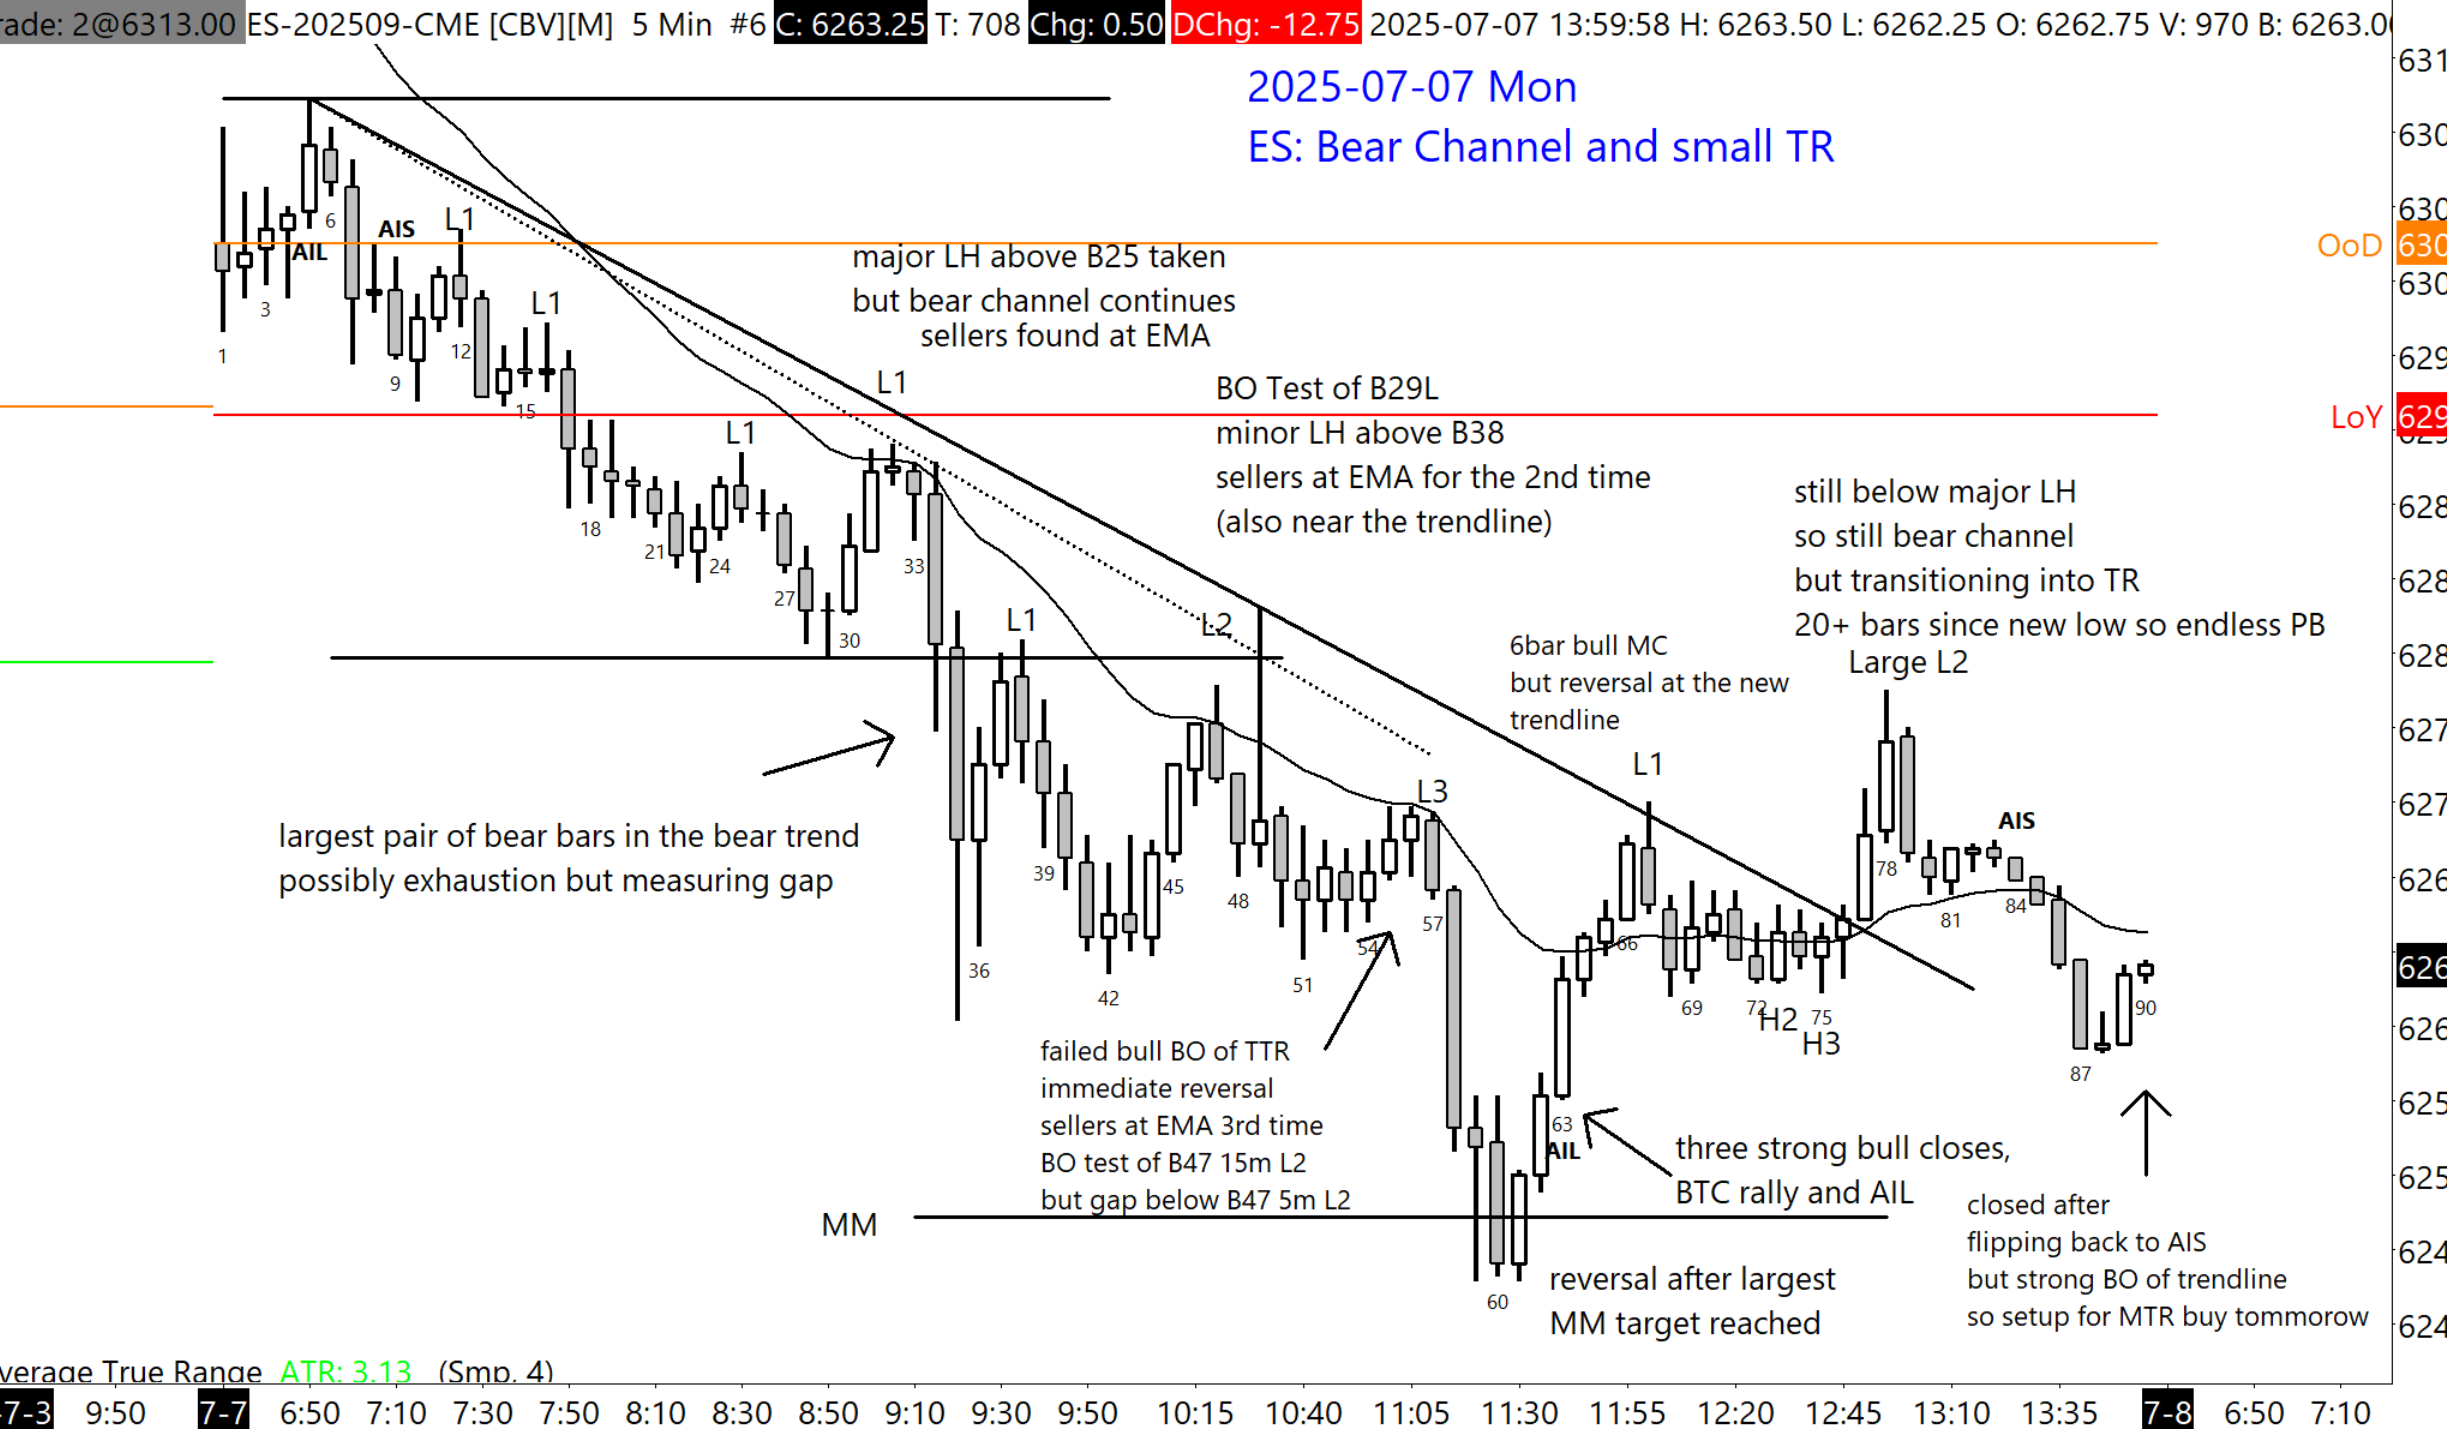 rade: 2@6313.00 ES-202509-CME [CBV][M] 5 Min #6 C: 6263.25 T: 708 Chg: 0.50 DChg: -12.75 2025-07-07 13:59:58 H: 6263.50 L: 6262.25 O: 6262.75 V: 970 B: 6263.0
2025-07-07 Mon
ES: Bear Channel and small TR
6
AIS
L1
AIL
3
L1
1
12
9
15
OoD
630
major LH above B25 taken
but bear channel continues
sellers found at EMA
L1
BO Test of B29L
minor LH above B38
sellers at EMA for the 2nd time
(also near the trendline)
LoY
629
L1
18
21
24
27
30
33
still below major LH
so still bear channel
but transitioning into TR
20+ bars since new low so endless PB
Large L2
L1
L2
6bar bull MC
but reversal at the new
trendline
L1
L3
largest pair of bear bars in the bear trend
possibly exhaustion but measuring gap
36
39
42
45
48
51
54
57
66
69
72
H2
75
H3
78
AIS
81
84
87
90
626
failed bull BO of TTR
immediate reversal
sellers at EMA 3rd time
BO test of B47 15m L2
but gap below B47 5m L2
63
AIL
three strong bull closes,
BTC rally and AIL
MM
60
reversal after largest
MM target reached
closed after
flipping back to AIS
but strong BO of trendline
so setup for MTR buy tommorow
631
630
630
630
629
628
628
628
627
627
626
626
625
625
624
624
verage True Range ATR: 3.13 (Smp, 4)
-7-3 9:50 7-7 6:50 7:10 7:30 7:50 8:10 8:30 8:50 9:10 9:30 9:50 10:15 10:40 11:05 11:30 11:55 12:20 12:45 13:10 13:35 7-8 6:50 7:10